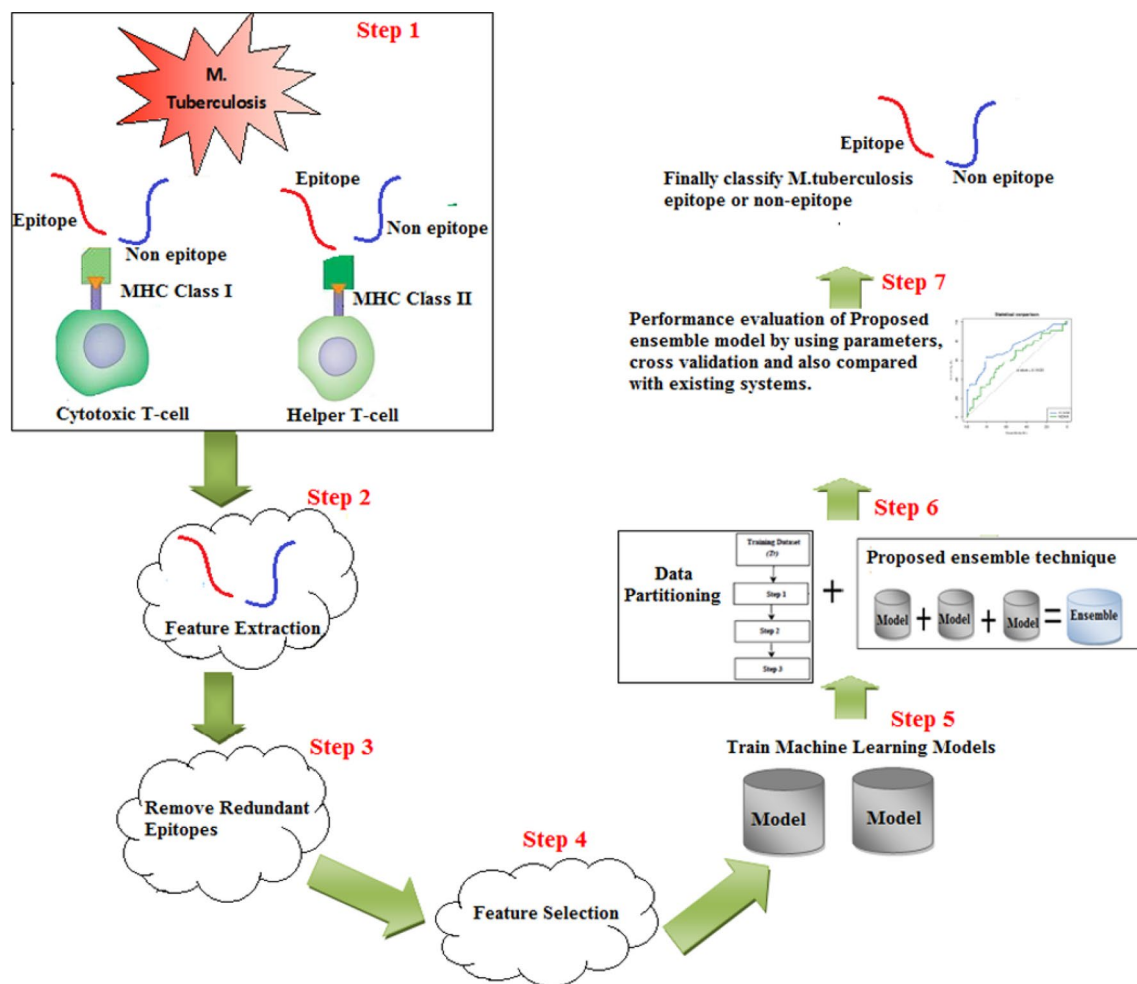 Step 1
M.
Tuberculosis
Epitope
Non epitope
MHC Class I
Cytotoxic T-cell
Epitope
Non epitope
MHC Class II
Helper T-cell
Step 2
Feature Extraction
Step 3
Remove Redundant
Epitopes
Step 4
Feature Selection
Step 5
Train Machine Learning Models
Model
Model
Step 6
Data
Partitioning
Training Dataset
(Tr)
Step 1
Step 2
Step 3
+
Proposed ensemble technique
Model + Model + Model = Ensemble
Step 7
Performance evaluation of Proposed
ensemble model by using parameters,
cross validation and also compared
with existing systems.
Statistical comparison
Epitope
Non epitope
Finally classify M.tuberculosis
epitope or non-epitope